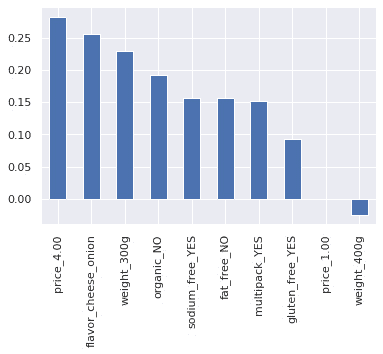 0.25
0.20
0.15
0.10
0.05
0.00
price_4.00
flavor_cheese_onion
weight_300g
organic_NO
sodium_free_YES
fat_free_NO
multipack_YES
gluten_free_YES
price_1.00
weight_400g